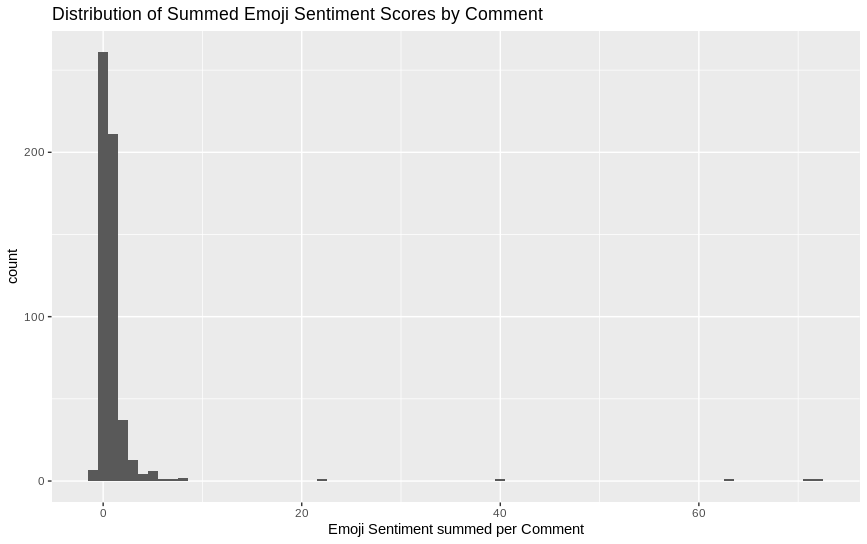 Distribution of Summed Emoji Sentiment Scores by Comment
count
200
100
0
0 20 40 60
Emoji Sentiment summed per Comment